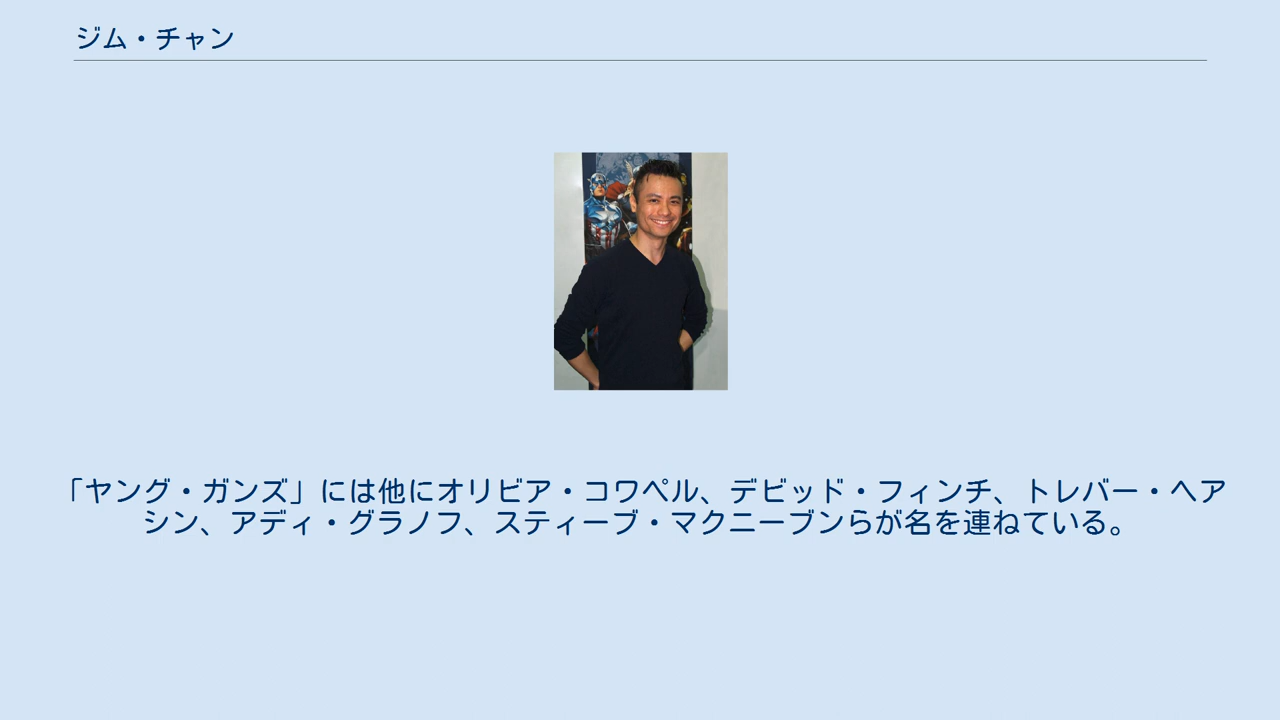 ジム・チャン
「ヤング・ガンズ」には他にオリビア・コワペル、デビッド・フィンチ、トレバー・ヘア
シン、アディ・グラノフ、スティーブ・マクニーブンらが名を連ねている。